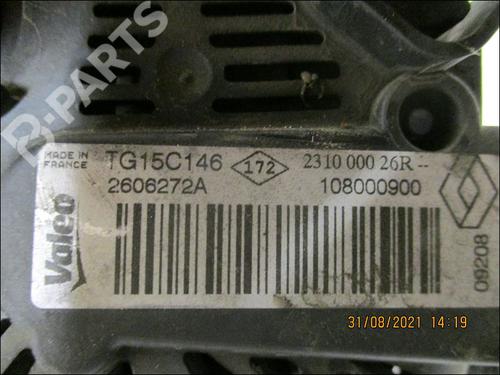 B-PARTS
MADE IN
FRANCE
TG15C146
172
2310 000 26R--
2606272A
108000900
Valeo
09208
31/08/2021 14:19